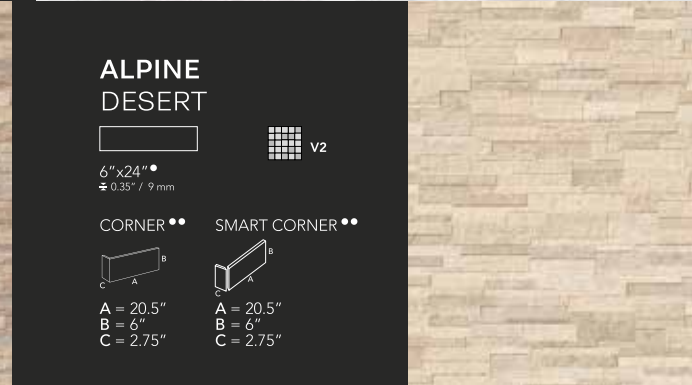 ALPINE
DESERT
V2
6”x24”
0.35” / 9 mm
CORNER
SMART CORNER
B
A
C
B
A
C
A = 20.5”
B = 6”
C = 2.75”
A = 20.5”
B = 6”
C = 2.75”